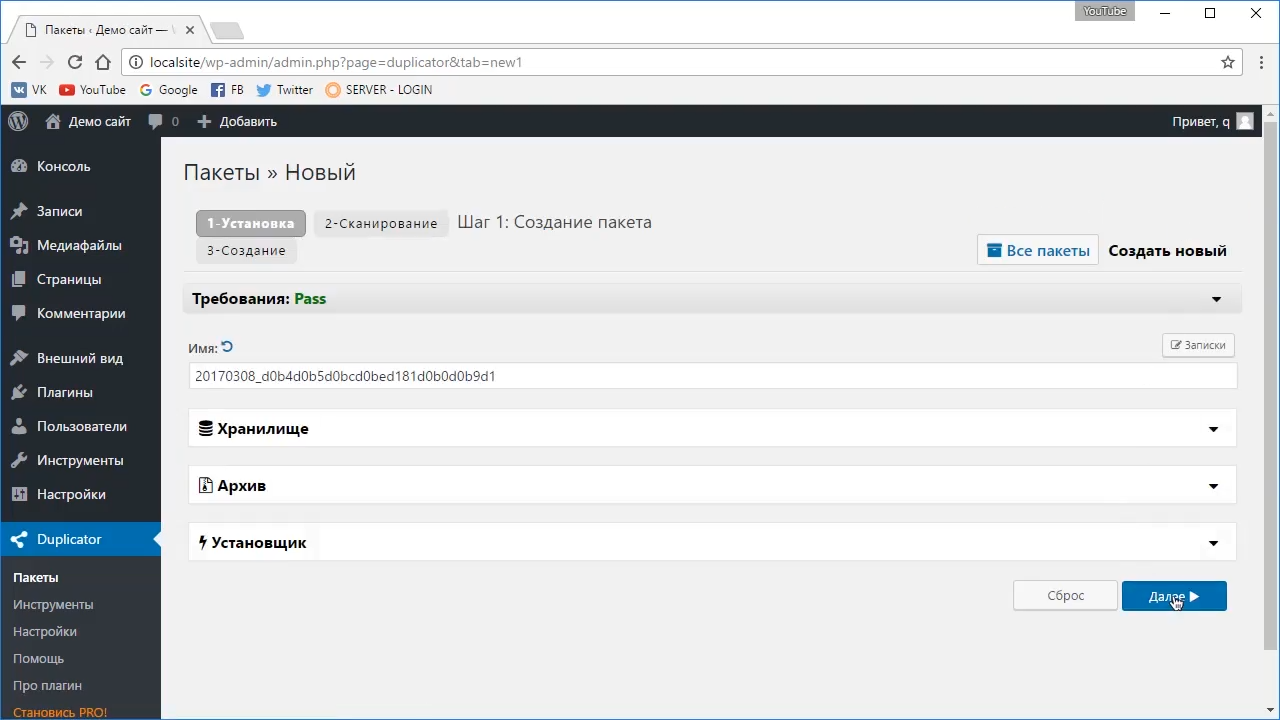 YouTube
Пакеты ‹ Демо сайт —
localsite/wp-admin/admin.php?page=duplicator&tab=new1
VK YouTube Google FB Twitter SERVER - LOGIN
Демо сайт 0 Добавить Привет, q
Консоль
Записи
Медиафайлы
Страницы
Комментарии
Внешний вид
Плагины
Пользователи
Инструменты
Настройки
Duplicator
Пакеты
Инструменты
Настройки
Помощь
Про плагин
Становись PRO!
Пакеты » Новый
1-Установка 2-Сканирование Шаг 1: Создание пакета
3-Создание
Все пакеты Создать новый
Требования: Pass
Имя: Записки
20170308_d0b4d0b5d0bcd0bed181d0b0d0b9d1
Хранилище
Архив
Установщик
Сброс Далее